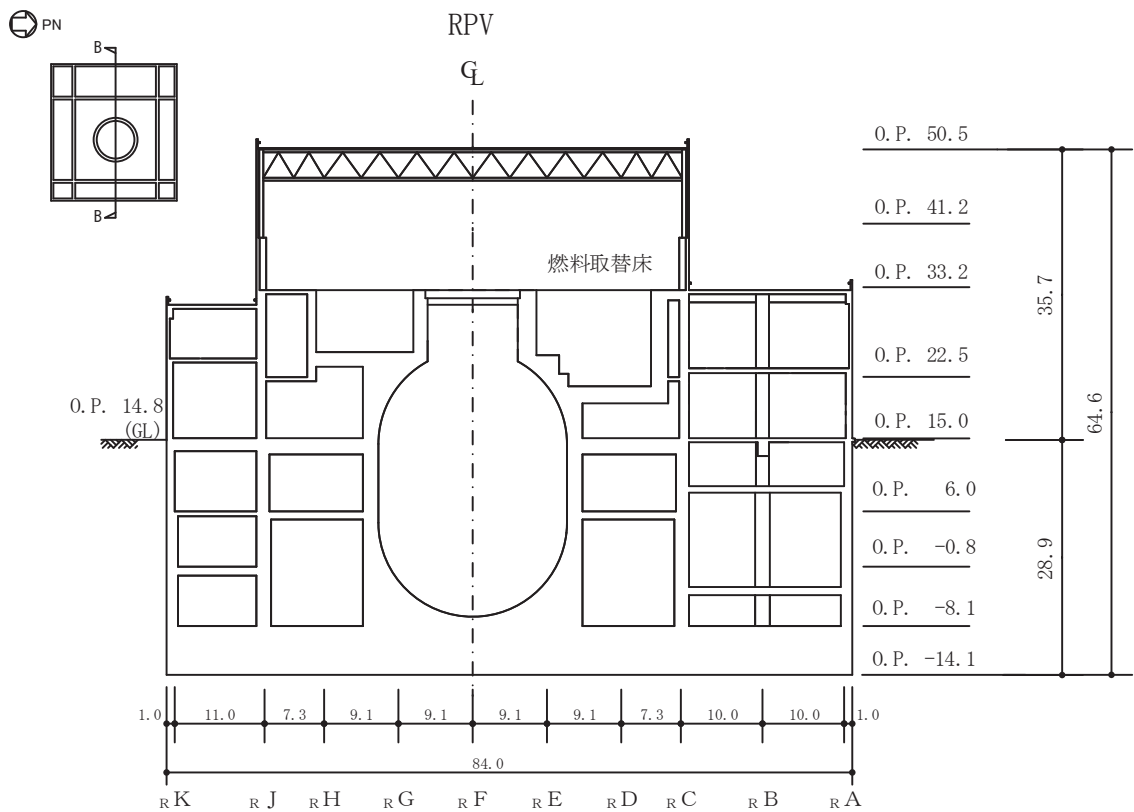 PN
RPV
B
B
℄
O.P. 50.5
O.P. 41.2
燃料取替床
O.P. 33.2
35.7
O.P. 22.5
64.6
O.P. 14.8
(GL)
O.P. 15.0
O.P. 6.0
O.P. -0.8
28.9
O.P. -8.1
O.P. -14.1
1.0 11.0 7.3 9.1 9.1 9.1 9.1 7.3 10.0 10.0 1.0
84.0
RK RJ RH RG RF RE RD RC RB RA